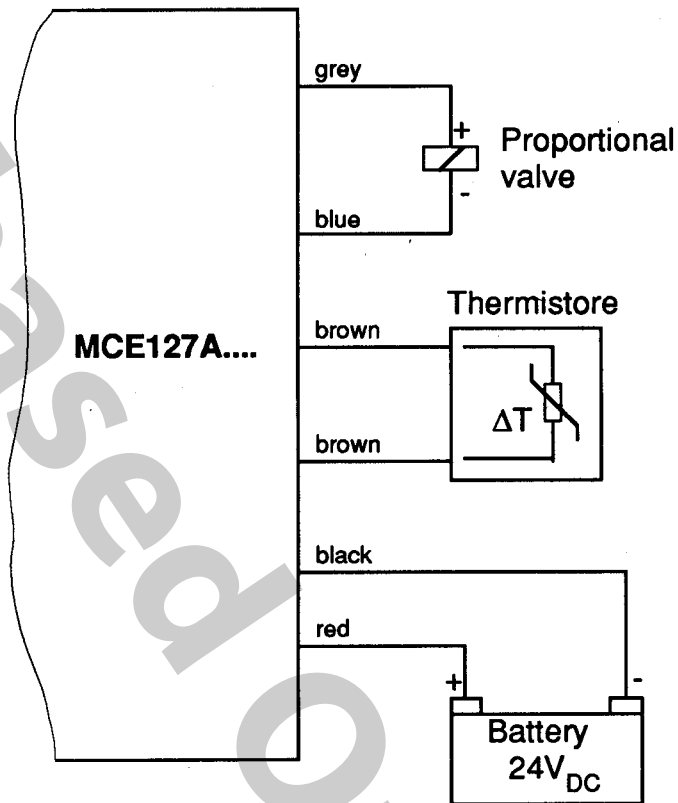 grey
+
Proportional
valve
-
blue
Thermistore
brown
MCE127A....
ΔT
brown
black
red
+
-
Battery
24VDC